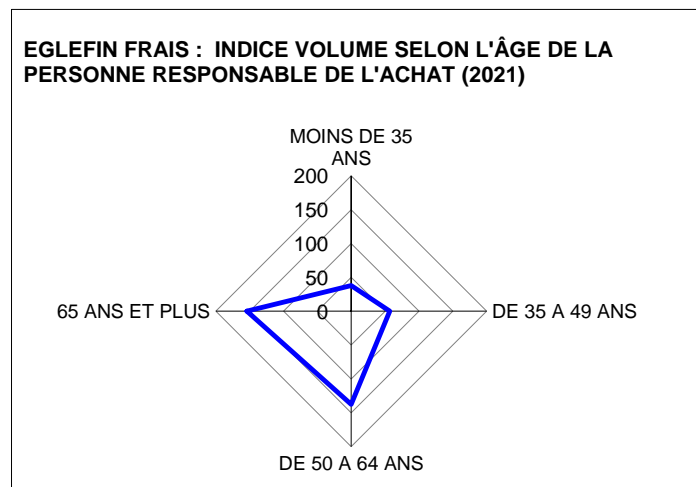 EGLEFIN FRAIS : INDICE VOLUME SELON L'ÂGE DE LA
PERSONNE RESPONSABLE DE L'ACHAT (2021)
MOINS DE 35
ANS
200
150
100
50
0
65 ANS ET PLUS
DE 35 A 49 ANS
DE 50 A 64 ANS